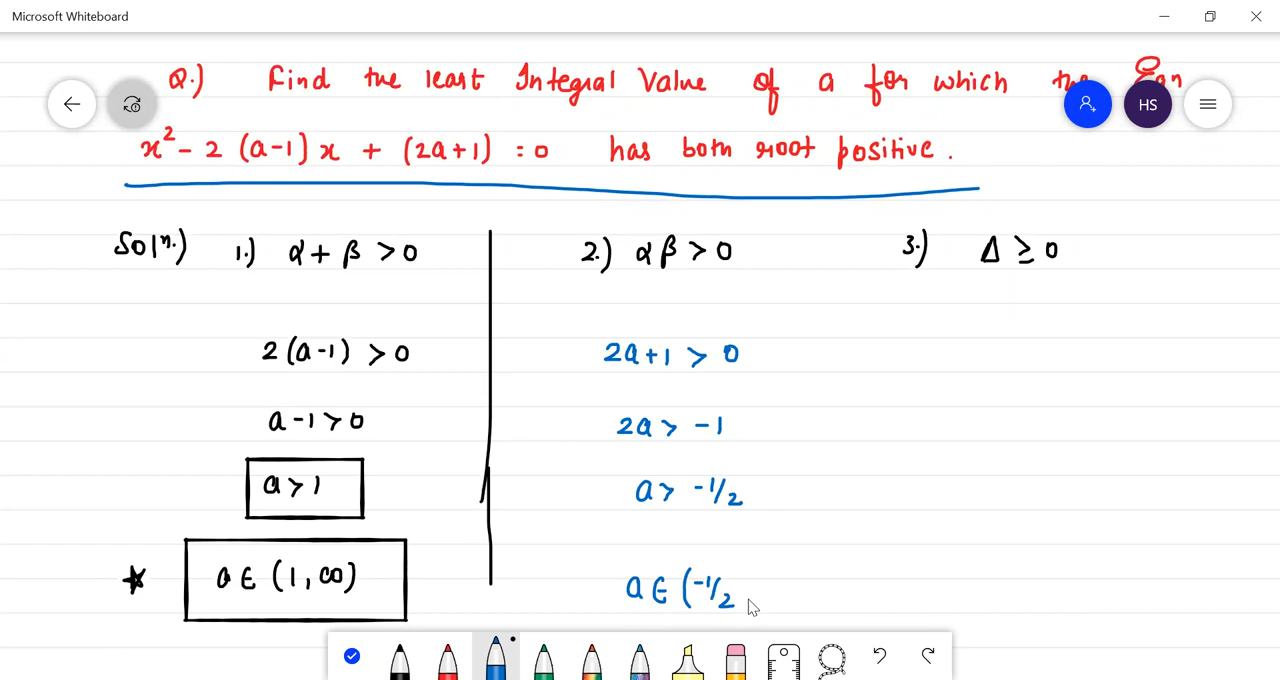 Microsoft Whiteboard
Q.) Find the least Integral Value of a for which the Eqn
HS
x² - 2 (a-1) x + (2a+1) = 0 has both root positive.
Solⁿ.) 1.) α + β > 0
2.) α β > 0
3.) Δ ≥ 0
2(a-1) > 0
2a+1 > 0
a-1 > 0
2a > -1
a > 1
a > -1/2
* a ∈ (1, ∞)
a ∈ (-1/2